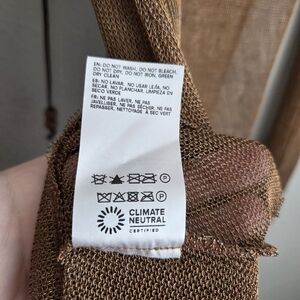 EN: DO NOT WASH, DO NOT BLEACH,
DO NOT DRY, DO NOT IRON, GREEN
DRY CLEAN
ES: NO LAVAR, NO USAR LEJÍA, NO
SECAR, NO PLANCHAR, LIMPIEZA EN
SECO VERDE
FR: NE PAS LAVER, NE PAS
JAVELLISER, NE PAS SÉCHER, NE PAS
REPASSER, NETTOYAGE À SEC VERT
CLIMATE
NEUTRAL
CERTIFIED